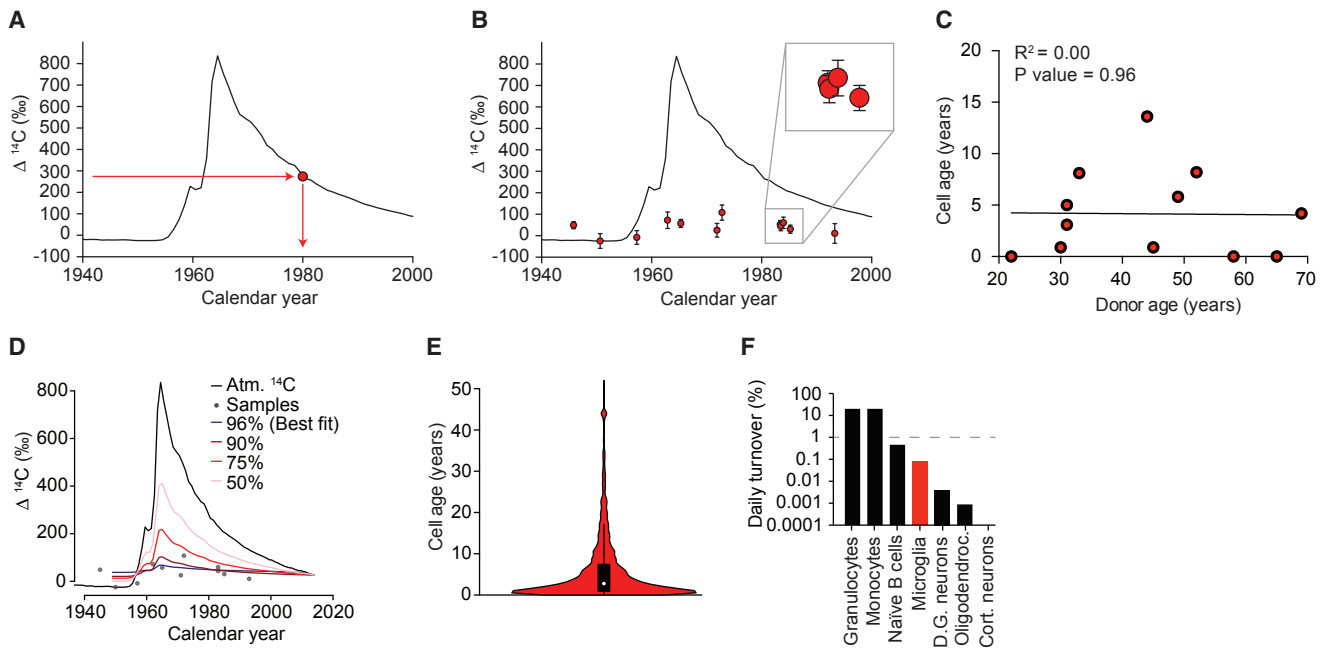 A
Δ ¹⁴C (‰)
800
700
600
500
400
300
200
100
0
-100
1940
1960
1980
2000
Calendar year
B
Δ ¹⁴C (‰)
800
700
600
500
400
300
200
100
0
-100
1940
1960
1980
2000
Calendar year
C
R² = 0.00
P value = 0.96
Cell age (years)
20
15
10
5
0
20
30
40
50
60
70
Donor age (years)
D
Δ ¹⁴C (‰)
800
600
400
200
0
1940
1960
1980
2000
2020
Calendar year
Atm. ¹⁴C
Samples
96% (Best fit)
90%
75%
50%
E
Cell age (years)
50
40
30
20
10
0
F
Daily turnover (%)
100
10
1
0.1
0.01
0.001
0.0001
Granulocytes
Monocytes
Naïve B cells
Microglia
D.G. neurons
Oligodendroc.
Cort. neurons